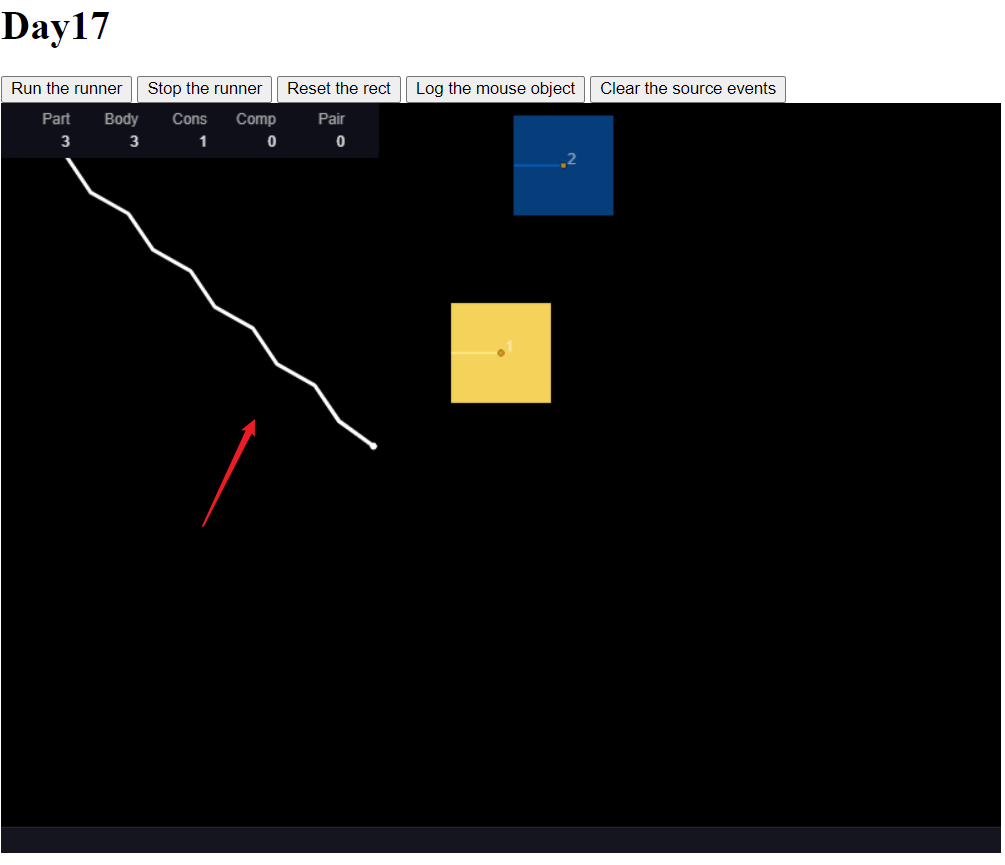 Day17
Run the runner Stop the runner Reset the rect Log the mouse object Clear the source events
Part Body Cons Comp Pair
3 3 1 0 0
2
1